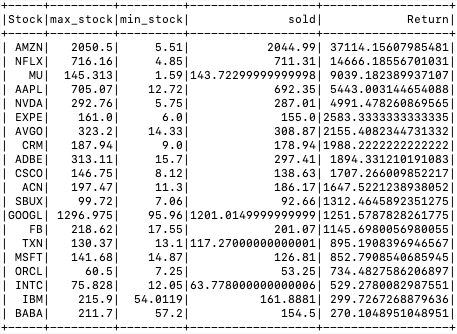 +-----+---------+---------+------------------+------------------+
|Stock|max_stock|min_stock|              sold|            Return|
+-----+---------+---------+------------------+------------------+
| AMZN|   2050.5|     5.51|           2044.99| 37114.15607985481|
| NFLX|   716.16|     4.85|            711.31| 14666.18556701031|
|   MU|  145.313|     1.59|143.72299999999998| 9039.182389937107|
| AAPL|   705.07|    12.72|            692.35| 5443.003144654088|
| NVDA|   292.76|     5.75|            287.01| 4991.478260869565|
| EXPE|    161.0|      6.0|             155.0|2583.3333333333335|
| AVGO|    323.2|    14.33|            308.87| 2155.4082344731332|
|  CRM|   187.94|      9.0|            178.94|1988.2222222222222|
| ADBE|   313.11|     15.7|            297.41| 1894.331210191083|
| CSCO|   146.75|     8.12|            138.63| 1707.266009852217|
|  ACN|   197.47|     11.3|            186.17|1647.5221238938052|
| SBUX|    99.72|     7.06|             92.66|1312.4645892351275|
|GOOGL| 1296.975|    95.96|1201.0149999999999|1251.5787828261775|
|   FB|   218.62|    17.55|            201.07|1145.6980056980055|
|  TXN|   130.37|     13.1|117.27000000000001| 895.1908396946567|
| MSFT|   141.68|    14.87|            126.81| 852.7908540685945|
| ORCL|     60.5|     7.25|             53.25| 734.4827586206897|
| INTC|   75.828|    12.05|63.778000000000006| 529.2780082987551|
|  IBM|    215.9|  54.0119|          161.8881| 299.7267268879636|
| BABA|    211.7|     57.2|             154.5| 270.1048951048951|
+-----+---------+---------+------------------+------------------+